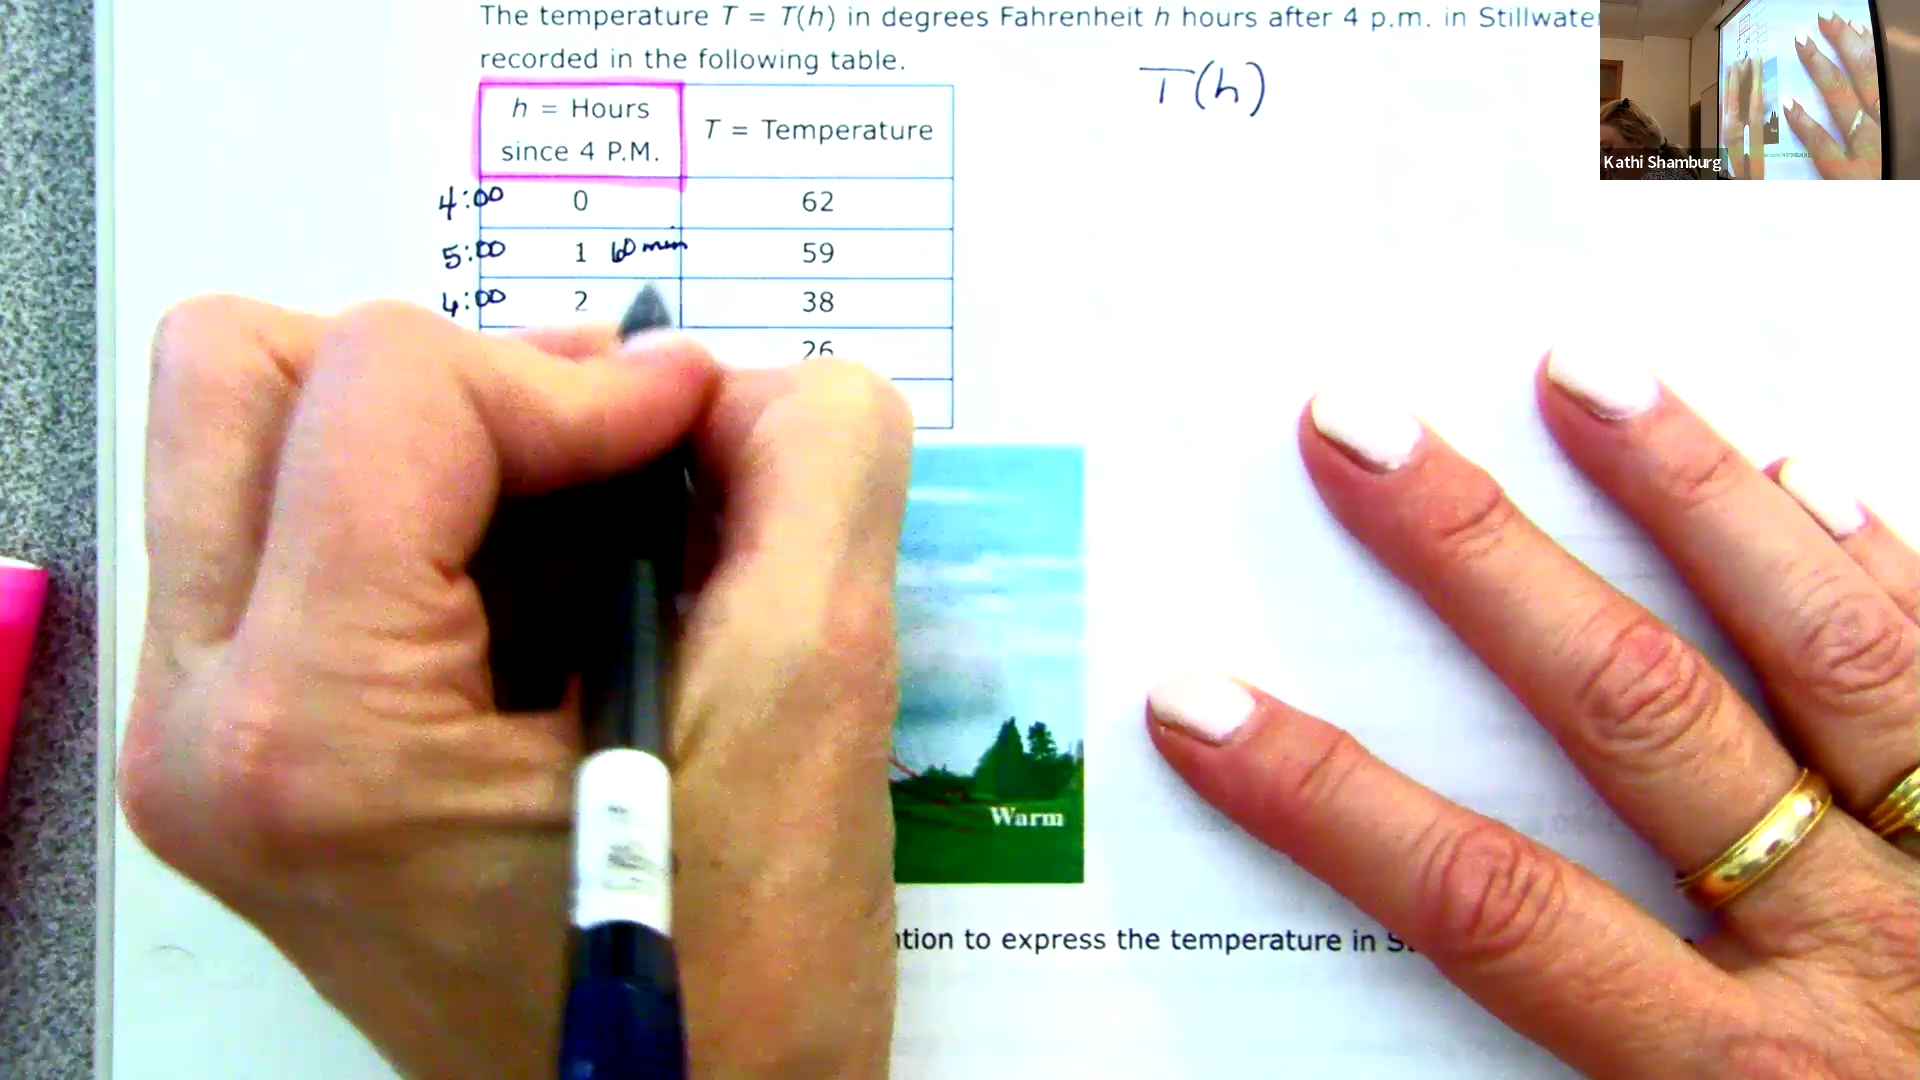 The temperature T = T(h) in degrees Fahrenheit h hours after 4 p.m. in Stillwate
recorded in the following table.
T(h)
h = Hours
since 4 P.M.
T = Temperature
4:00 0 62
5:00 1 60 min 59
6:00 2 38
26
Warm
tion to express the temperature in S
Kathi Shamburg